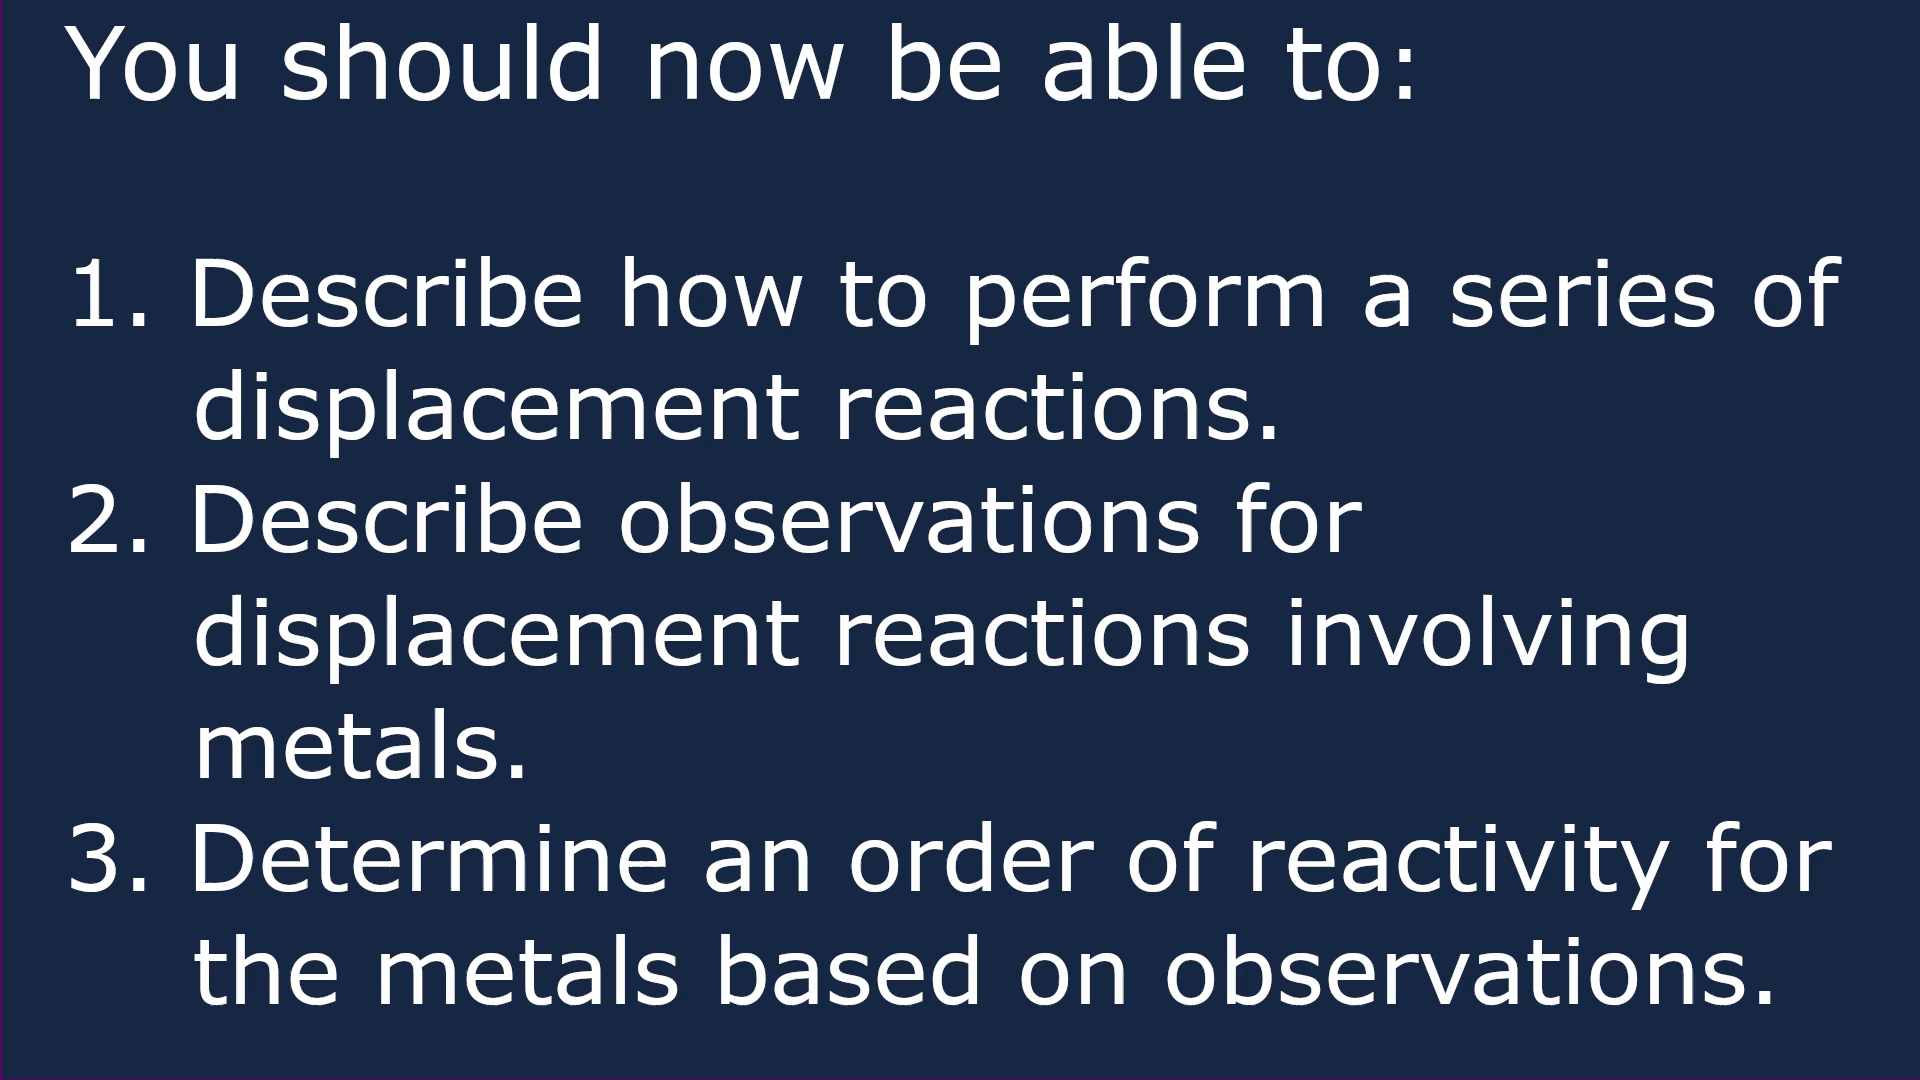 You should now be able to:
1. Describe how to perform a series of
displacement reactions.
2. Describe observations for
displacement reactions involving
metals.
3. Determine an order of reactivity for
the metals based on observations.